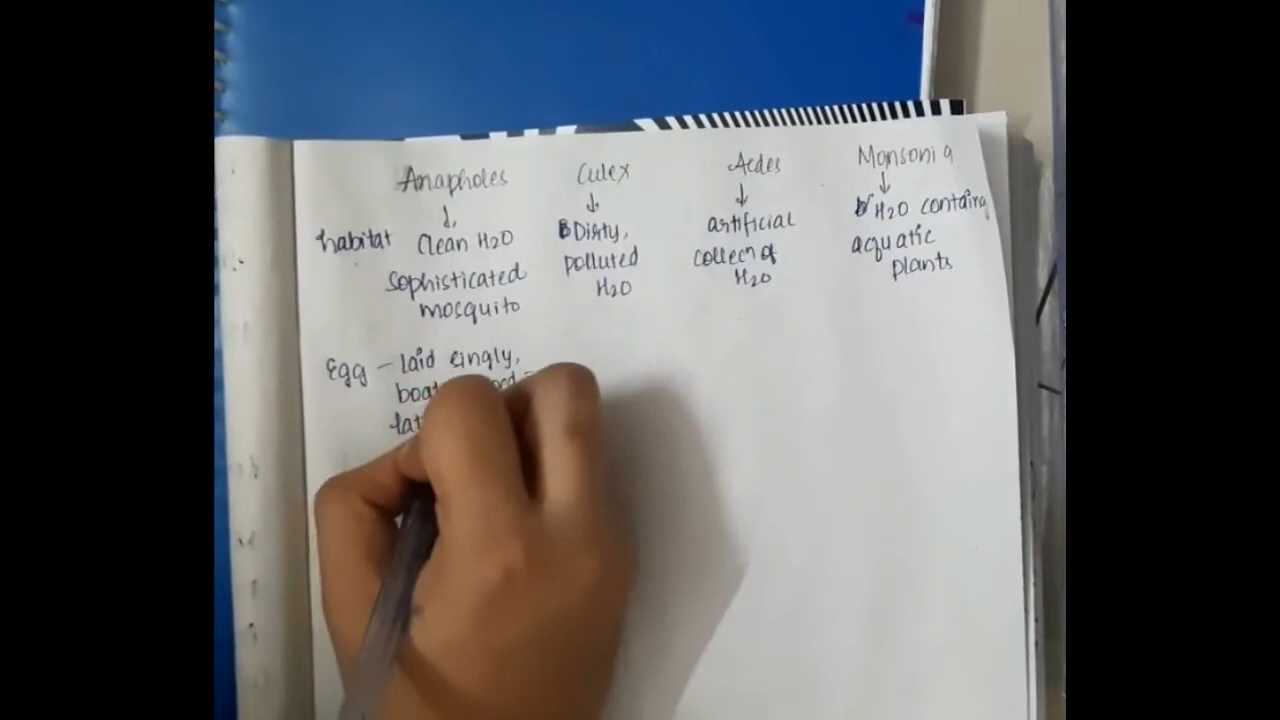 Anapholes Culex Aedes Monsonia
↓ ↓ ↓ ↓
habitat Clean H2O Dirty, artificial H2O containg
sophisticated polluted collecn of aquatic
mosquito H2O H2O plants
Egg – laid singly,